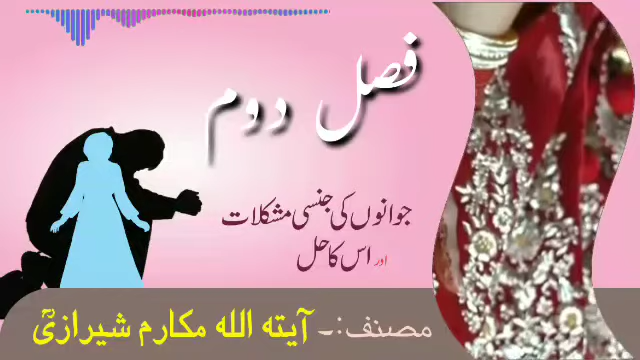 فصل دوم
جوانوں کی جنسی مشکلات
اور اس کا حل
مصنف:۔ آیتہ اللہ مکارم شیرازیؒ